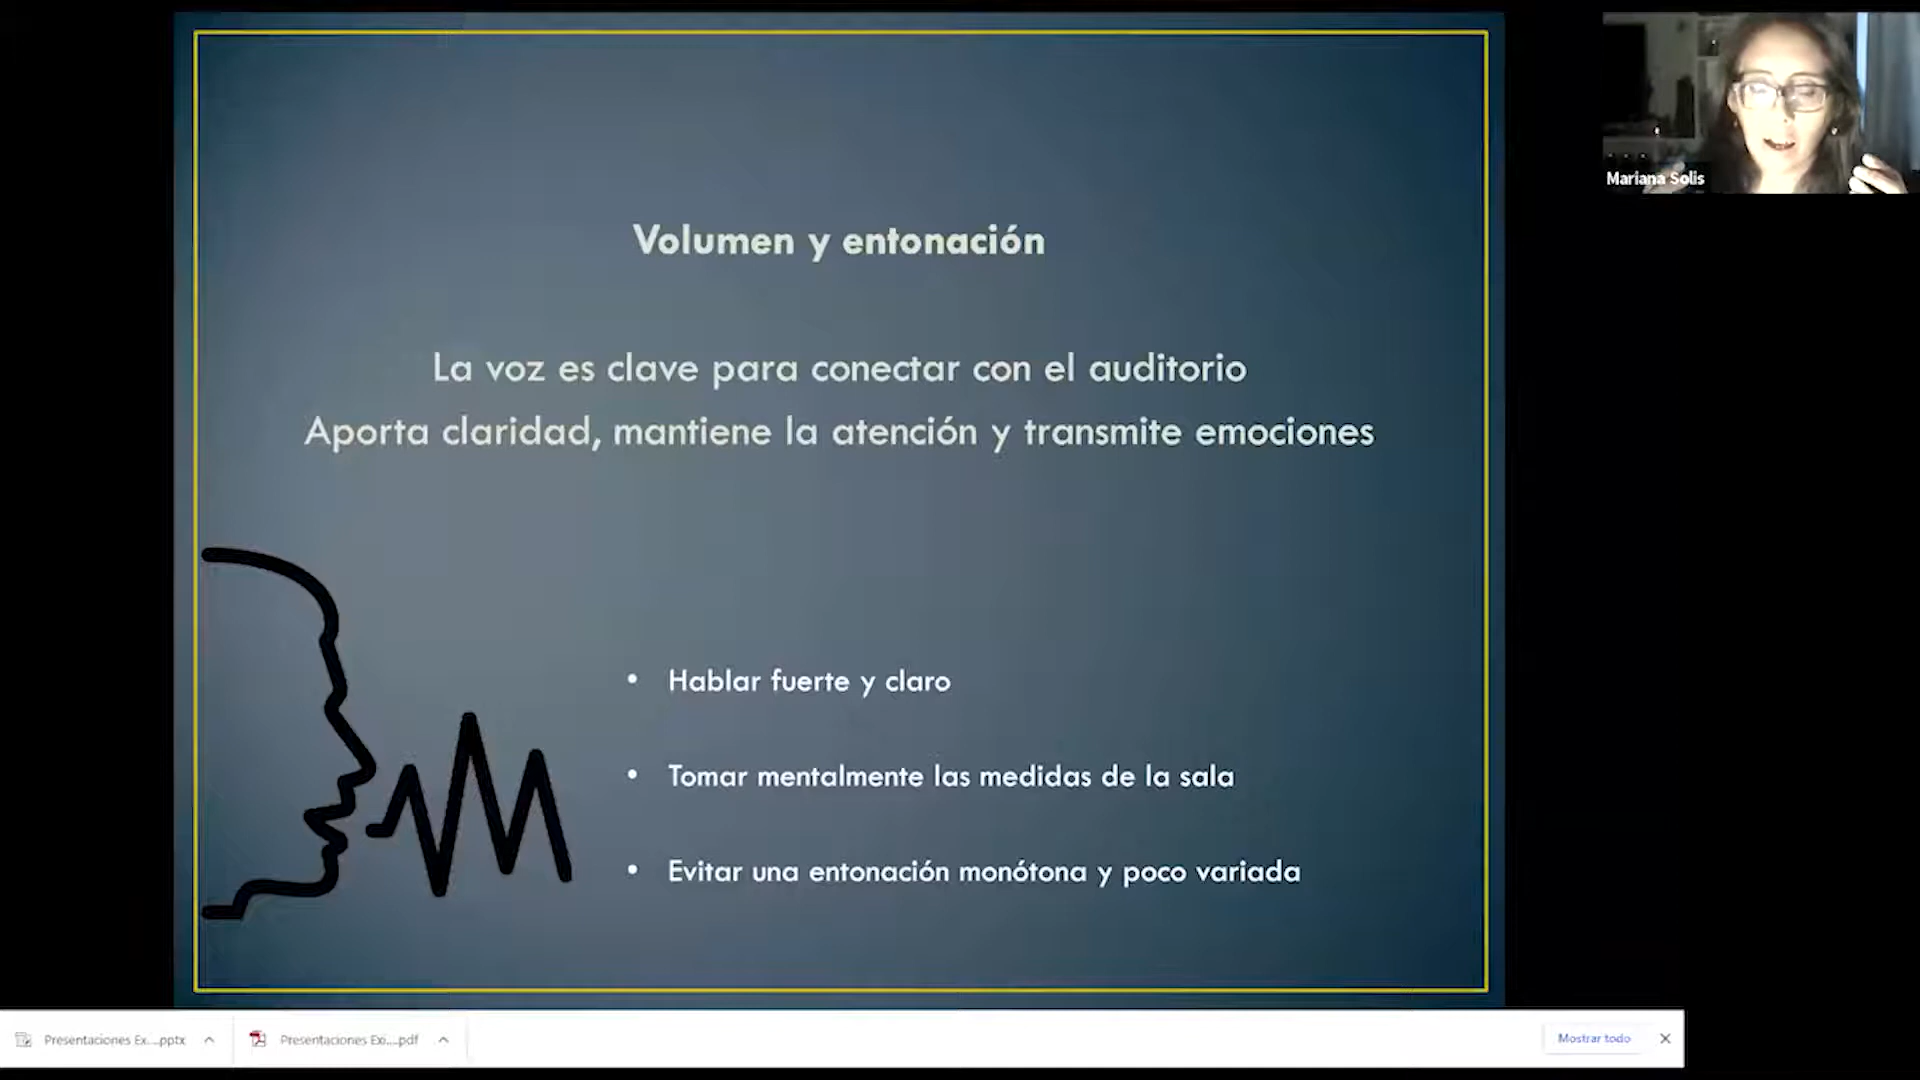 Mariana Solis
Volumen y entonación
La voz es clave para conectar con el auditorio
Aporta claridad, mantiene la atención y transmite emociones
• Hablar fuerte y claro
• Tomar mentalmente las medidas de la sala
• Evitar una entonación monótona y poco variada
Presentaciones Ex....pptx
Presentaciones Exi....pdf
Mostrar todo